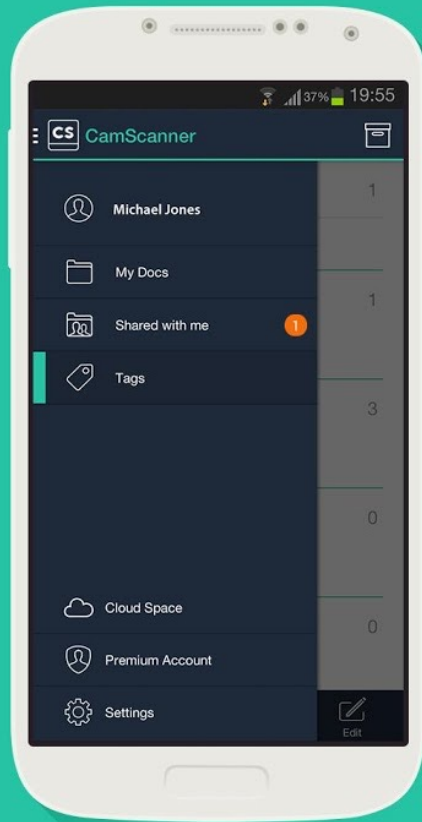 37% 19:55
CS CamScanner
Michael Jones
1
My Docs
Shared with me 1
1
Tags
3
0
Cloud Space
0
Premium Account
Settings
Edit